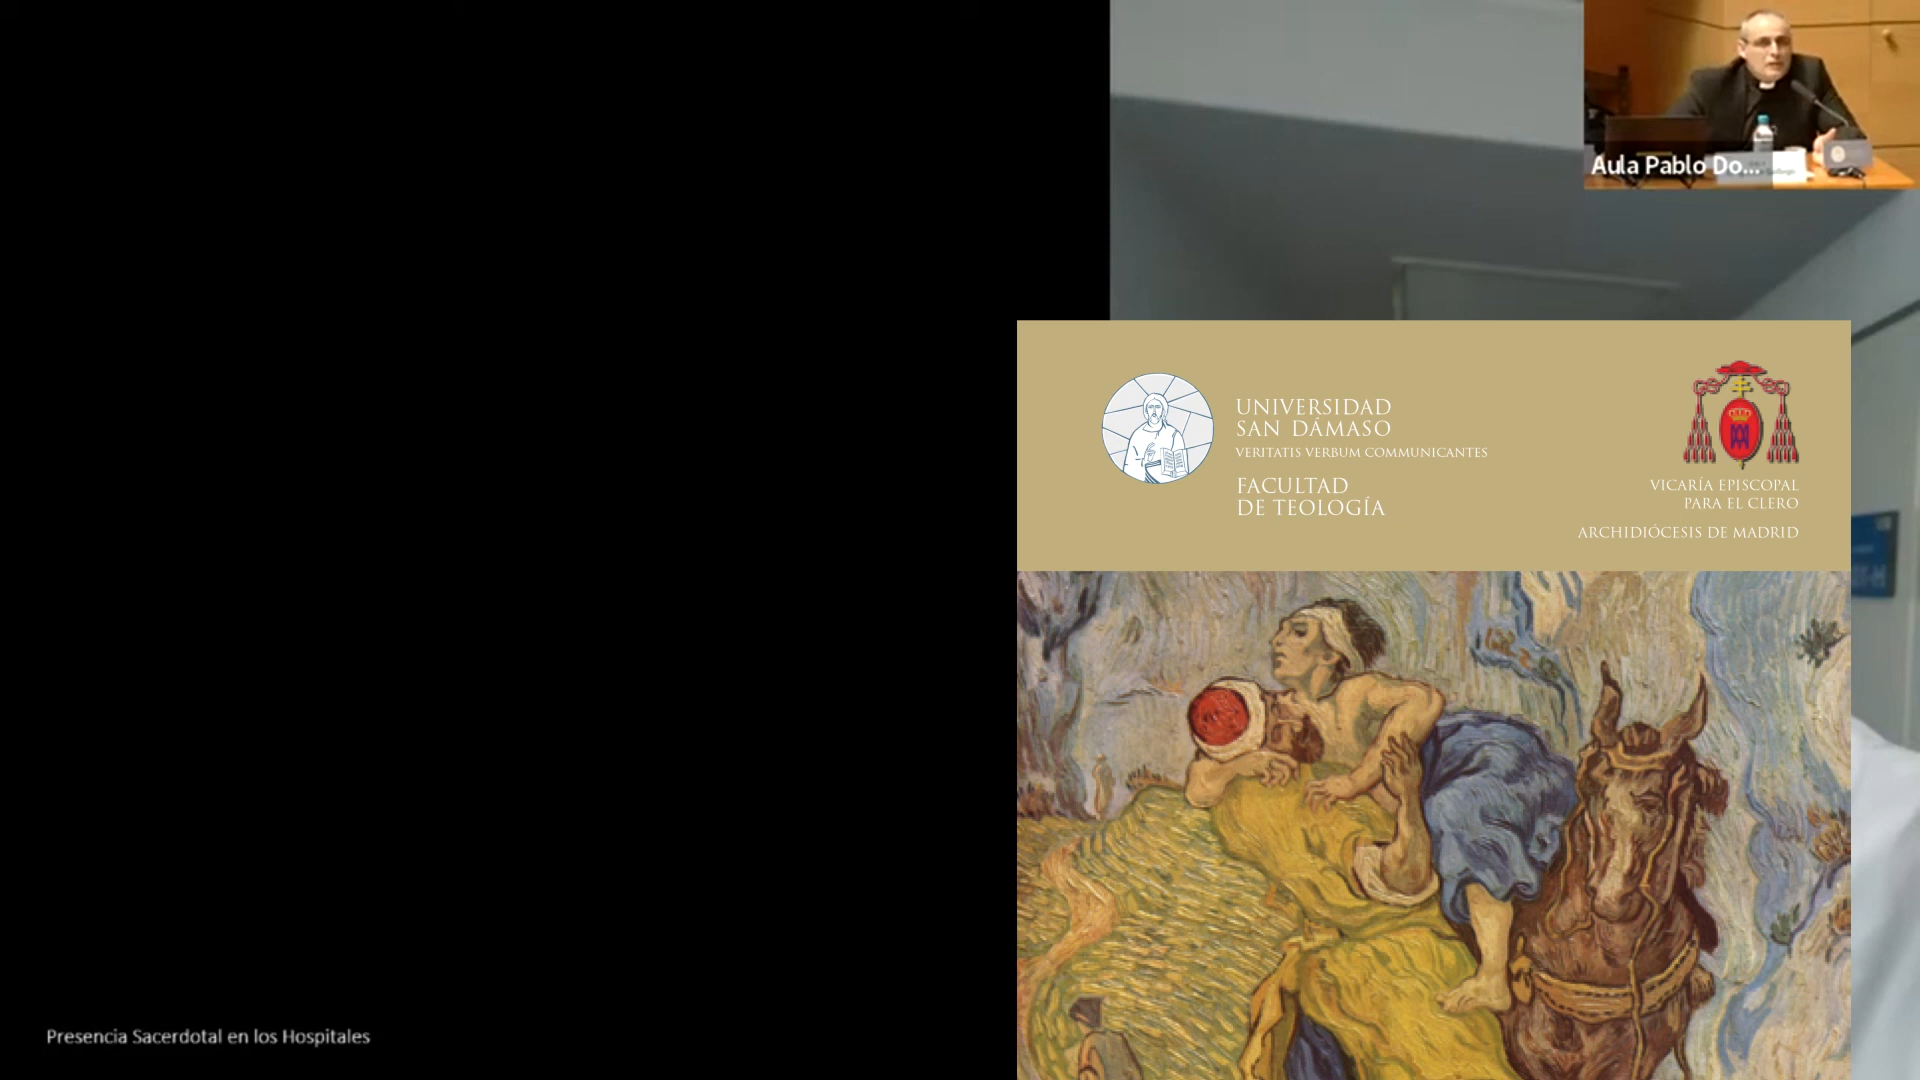 Aula Pablo Do...
UNIVERSIDAD
SAN DÁMASO
VERITATIS VERBUM COMMUNICANTES
FACULTAD
DE TEOLOGÍA
VICARÍA EPISCOPAL
PARA EL CLERO
ARCHIDIÓCESIS DE MADRID
Presencia Sacerdotal en los Hospitales